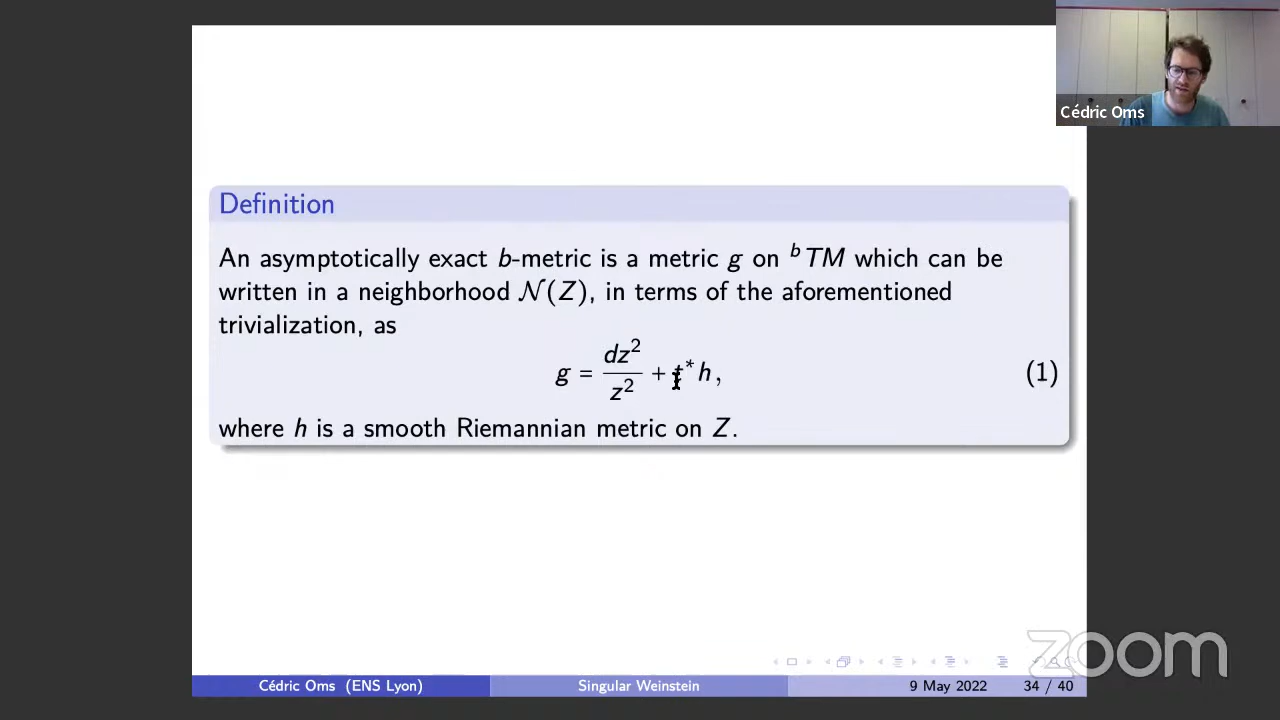 Cédric Oms
Definition
An asymptotically exact b-metric is a metric g on ᵇTM which can be
written in a neighborhood 𝒩(Z), in terms of the aforementioned
trivialization, as
g = dz²/z² + t*h, (1)
where h is a smooth Riemannian metric on Z.
zoom
Cédric Oms (ENS Lyon) Singular Weinstein 9 May 2022 34 / 40